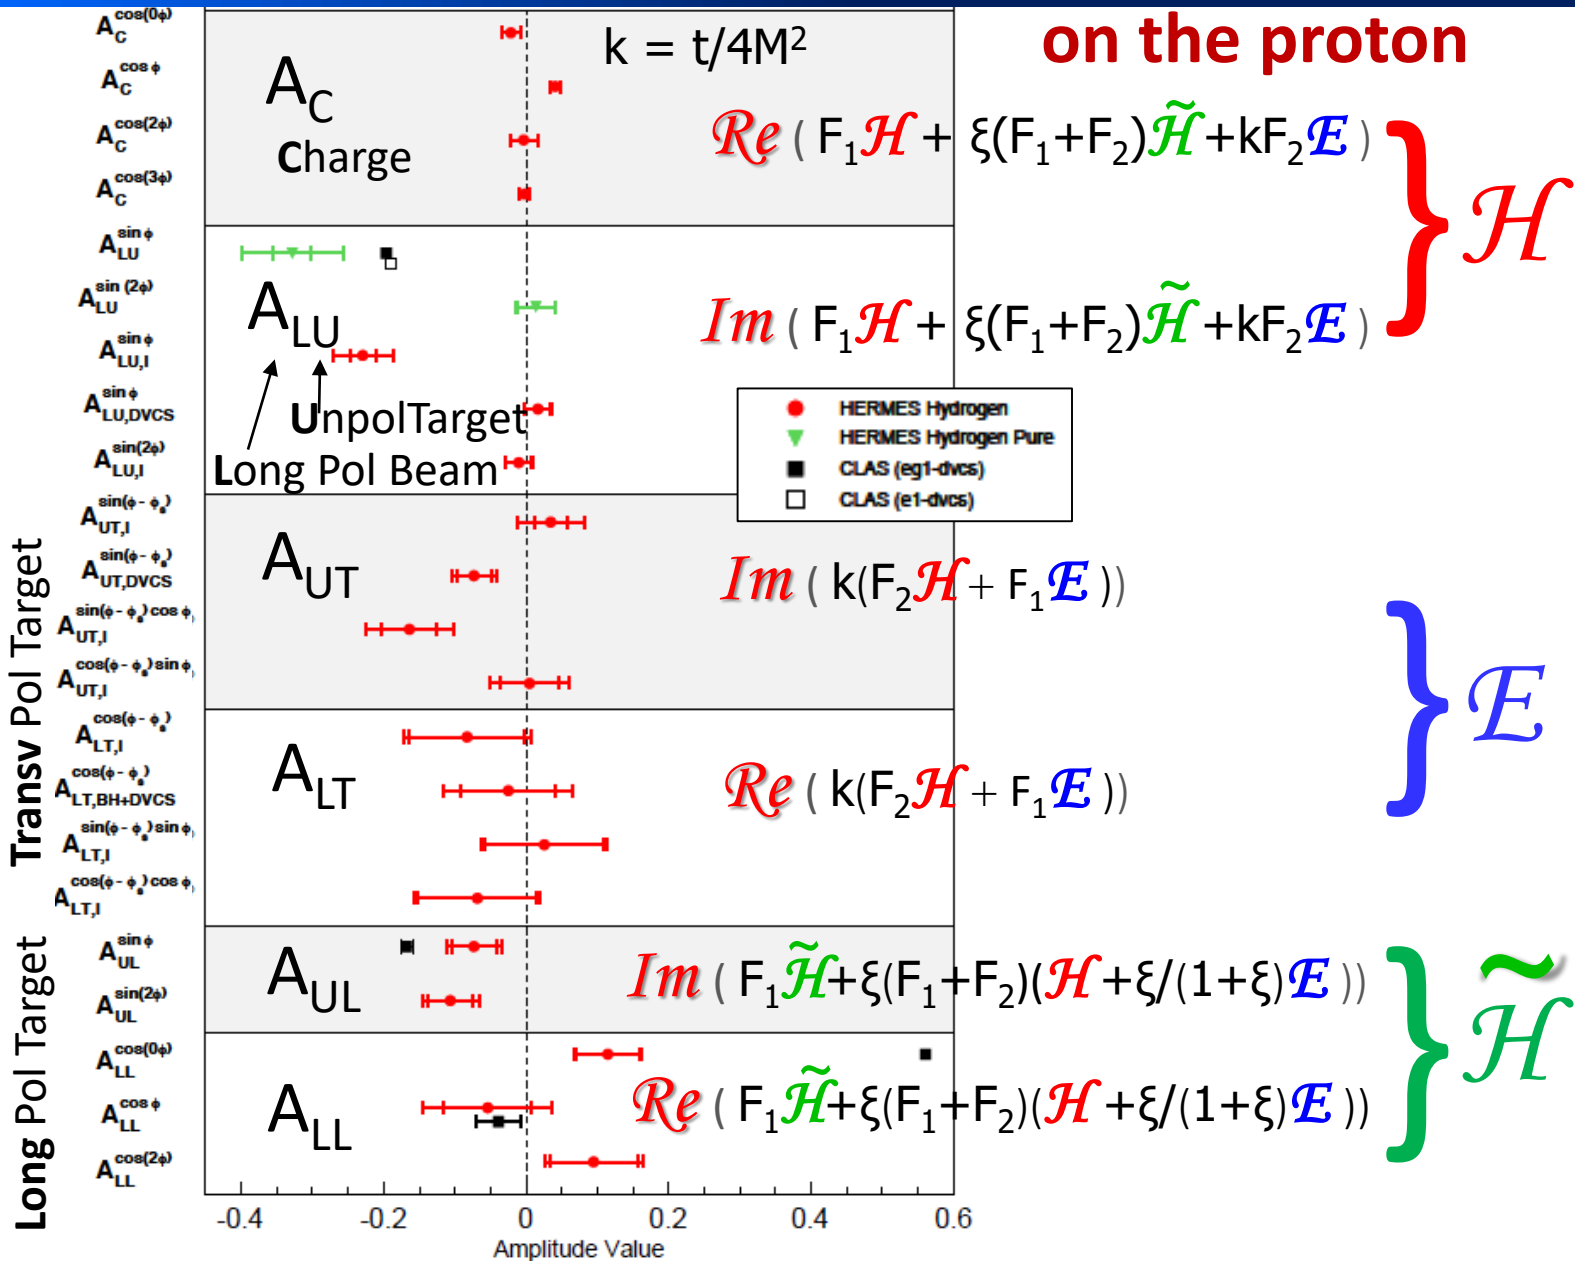 on the proton
k = t/4M²
A_C^cos(0ϕ)
A_C^cos ϕ
A_C^cos(2ϕ)
A_C^cos(3ϕ)
A_C
Charge
Re ( F₁H + ξ(F₁+F₂)H̃ +kF₂E )
} H
A_LU^sin ϕ
A_LU^sin (2ϕ)
A_LU,I^sin ϕ
A_LU,DVCS^sin ϕ
A_LU,I^sin(2ϕ)
A_LU
UnpolTarget
Long Pol Beam
Im ( F₁H + ξ(F₁+F₂)H̃ +kF₂E )
HERMES Hydrogen
HERMES Hydrogen Pure
CLAS (eg1-dvcs)
CLAS (e1-dvcs)
Transv Pol Target
A_UT,I^sin(ϕ - ϕ_s)
A_UT,DVCS^sin(ϕ - ϕ_s)
A_UT,I^sin(ϕ - ϕ_s) cos ϕ
A_UT,I^cos(ϕ - ϕ_s) sin ϕ
A_UT
Im ( k(F₂H + F₁E ))
} E
A_LT,I^cos(ϕ - ϕ_s)
A_LT,BH+DVCS^cos(ϕ - ϕ_s)
A_LT,I^sin(ϕ - ϕ_s) sin ϕ
A_LT,I^cos(ϕ - ϕ_s) cos ϕ
A_LT
Re ( k(F₂H + F₁E ))
Long Pol Target
A_UL^sin ϕ
A_UL^sin(2ϕ)
A_UL
Im ( F₁H̃+ξ(F₁+F₂)(H +ξ/(1+ξ)E ))
} H̃
A_LL^cos(0ϕ)
A_LL^cos ϕ
A_LL^cos(2ϕ)
A_LL
Re ( F₁H̃+ξ(F₁+F₂)(H +ξ/(1+ξ)E ))
-0.4 -0.2 0 0.2 0.4 0.6
Amplitude Value